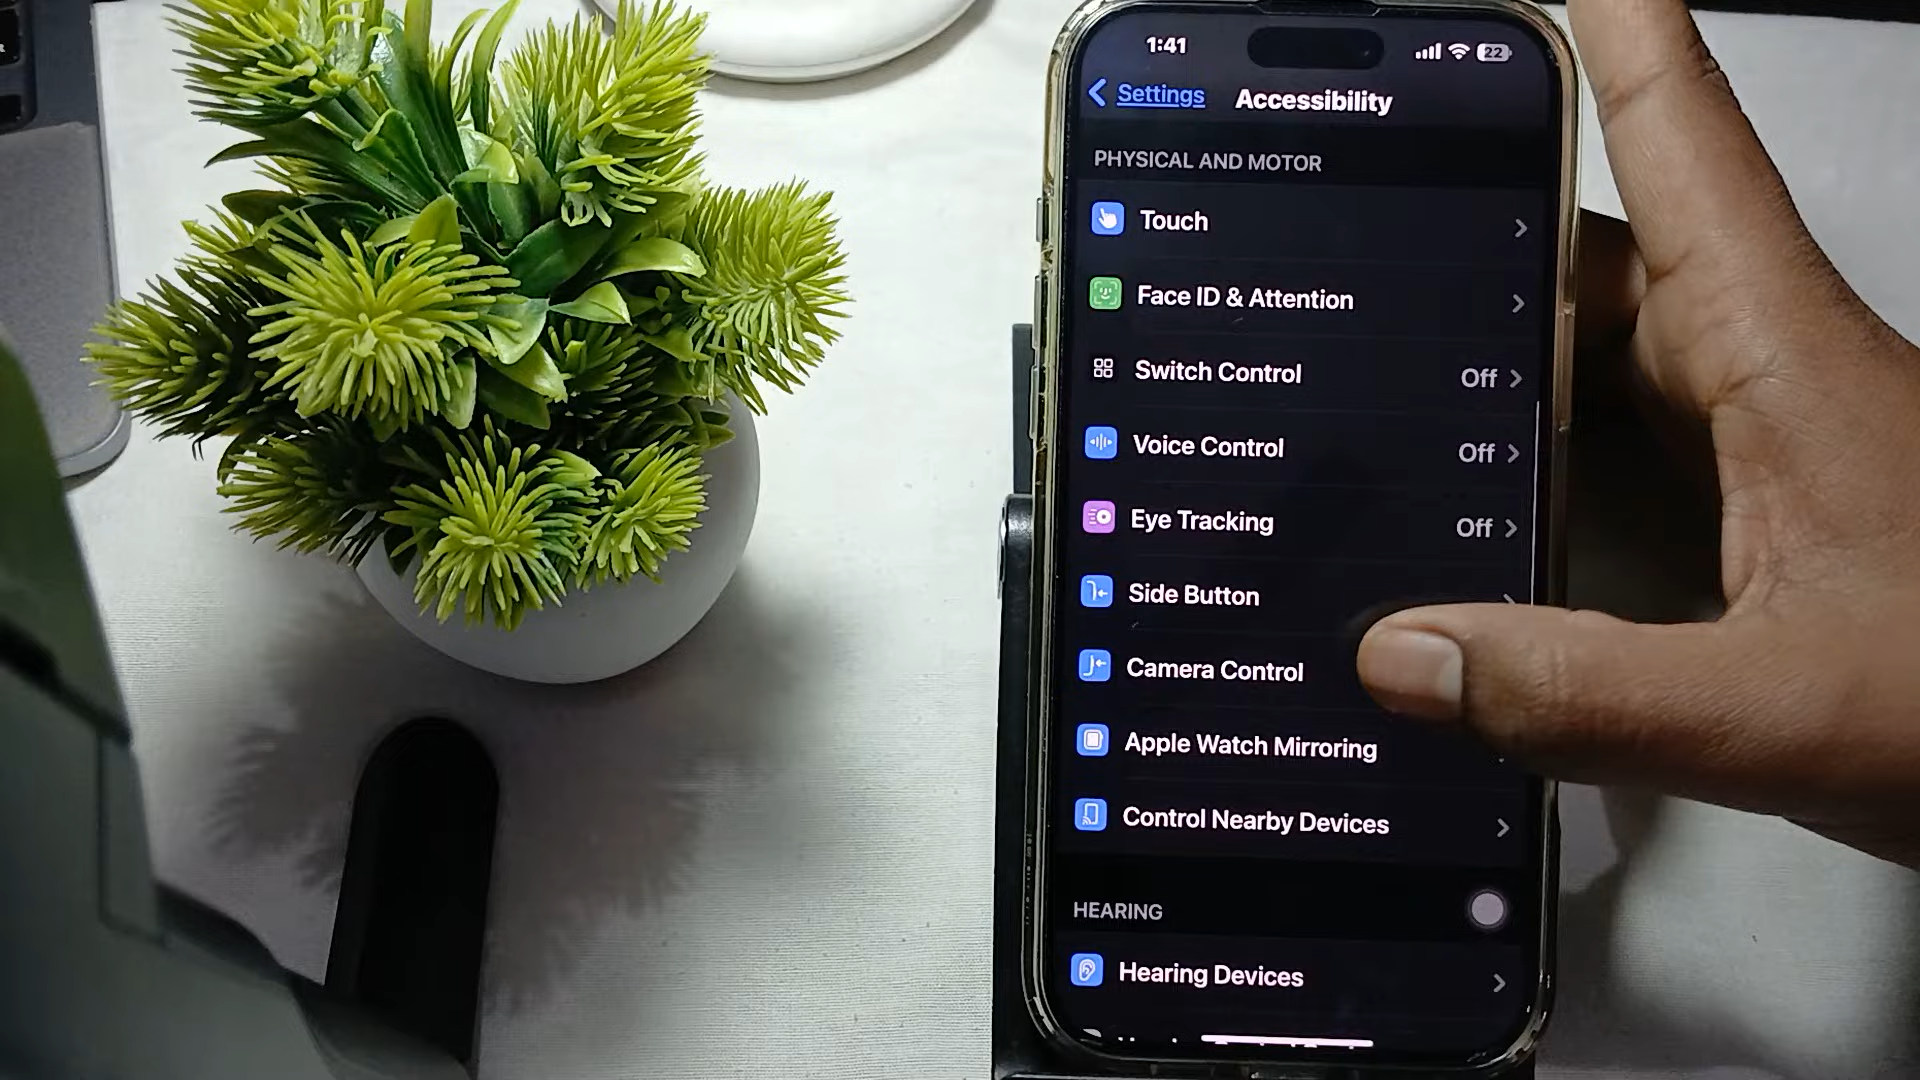 1:41
22
Settings
Accessibility
PHYSICAL AND MOTOR
Touch
Face ID & Attention
Switch Control Off
Voice Control Off
Eye Tracking Off
Side Button
Camera Control
Apple Watch Mirroring
Control Nearby Devices
HEARING
Hearing Devices